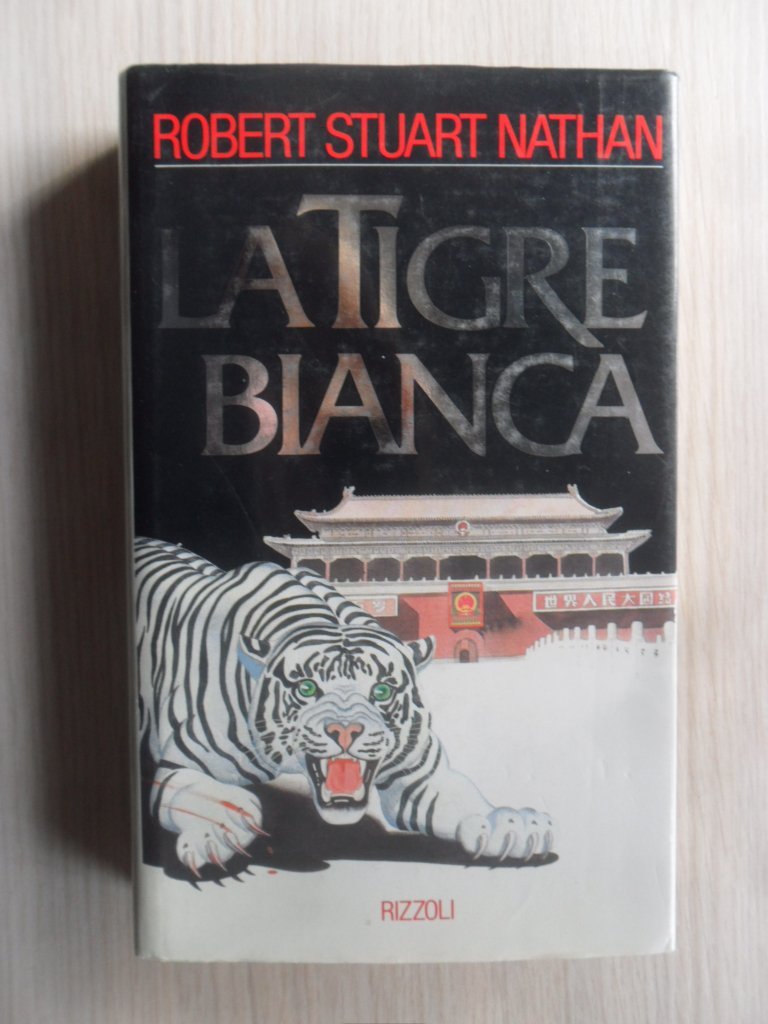 ROBERT STUART NATHAN
LA TIGRE
BIANCA
世界人民大团结
RIZZOLI